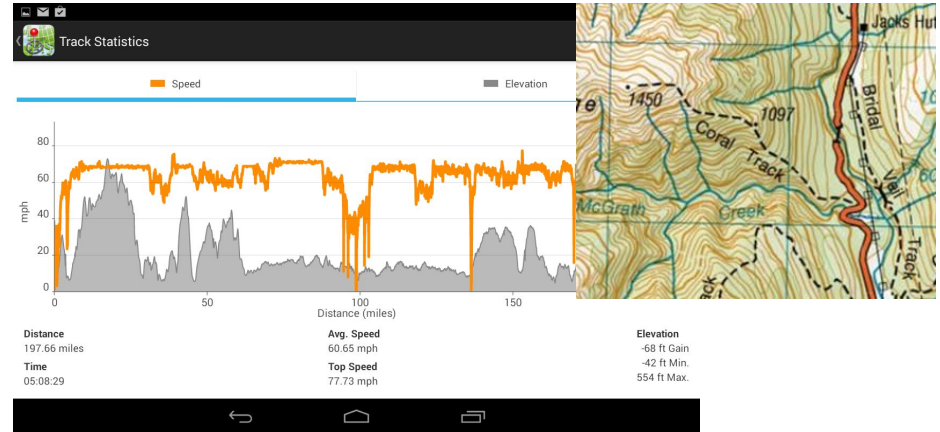 Track Statistics
Speed
Elevation
80
60
40
20
0
mph
0
50
100
150
Distance (miles)
Distance
197.66 miles
Time
05:08:29
Avg. Speed
60.65 mph
Top Speed
77.73 mph
Elevation
-68 ft Gain
-42 ft Min.
554 ft Max.
Jacks Hut
1450
1097
Coral Track
Bridal Vail Track
McGrath Creek